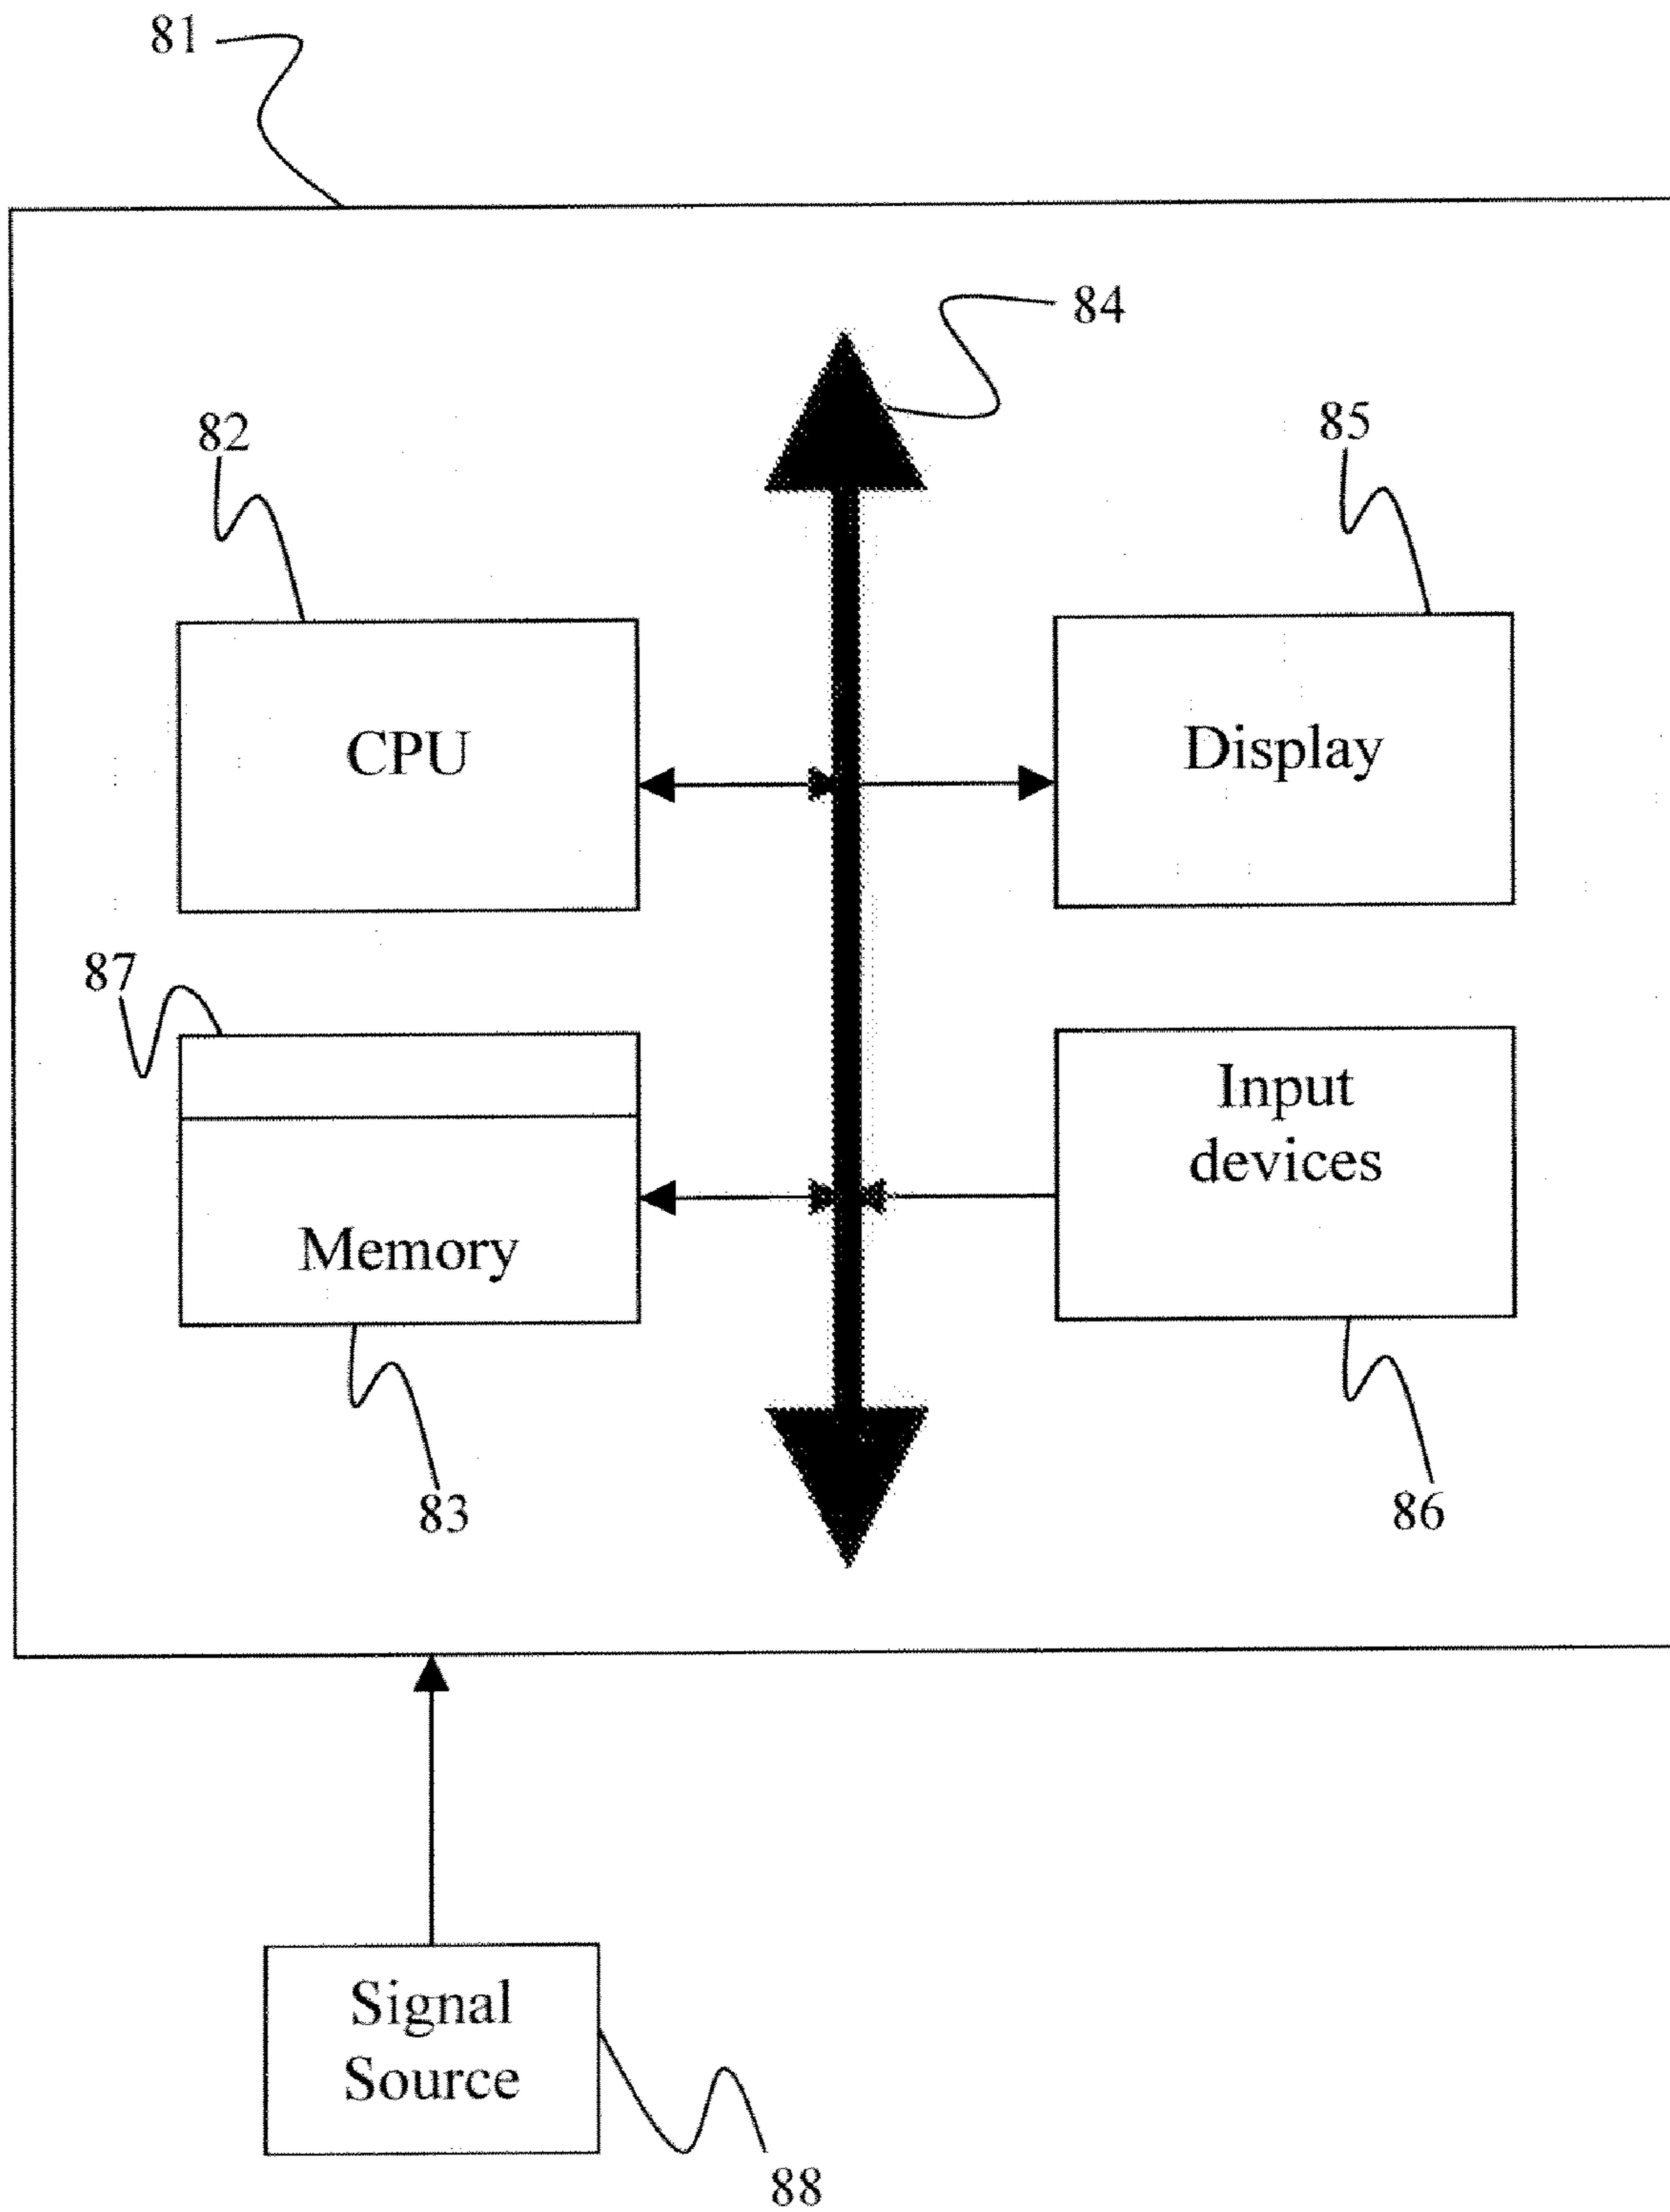 81
84
82
85
CPU
Display
87
Input
devices
Memory
83
86
Signal
Source
88